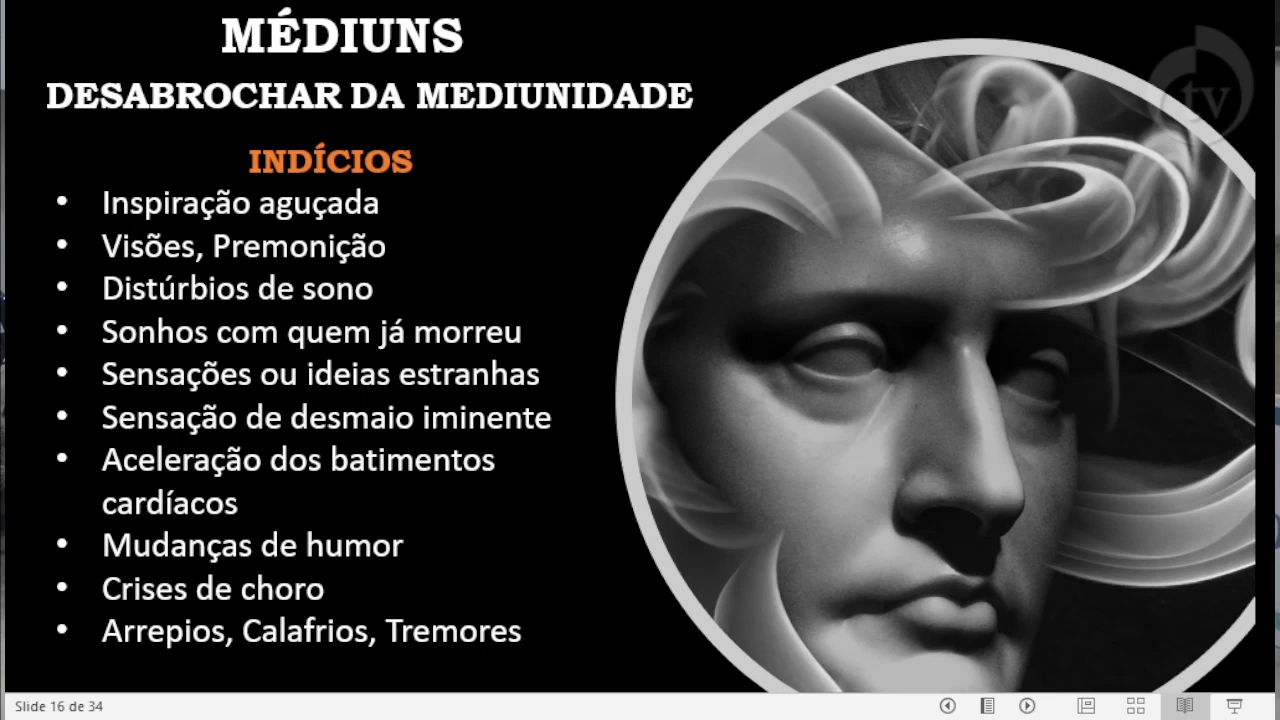 MÉDIUNS
DESABROCHAR DA MEDIUNIDADE
INDÍCIOS
• Inspiração aguçada
• Visões, Premonição
• Distúrbios de sono
• Sonhos com quem já morreu
• Sensações ou ideias estranhas
• Sensação de desmaio iminente
• Aceleração dos batimentos
cardíacos
• Mudanças de humor
• Crises de choro
• Arrepios, Calafrios, Tremores
tv
Slide 16 de 34